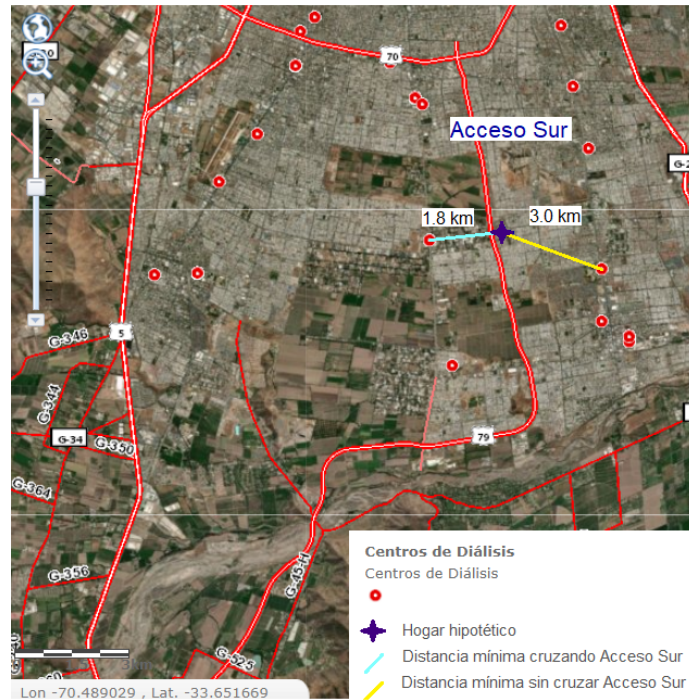 70
Acceso Sur
1.8 km
3.0 km
5
G-346
G-344
G-34
G-350
79
G-364
G-45-H
G-356
G-525
Centros de Diálisis
Centros de Diálisis
Hogar hipotético
Distancia mínima cruzando Acceso Sur
Distancia mínima sin cruzar Acceso Sur
Lon -70.489029 , Lat. -33.651669